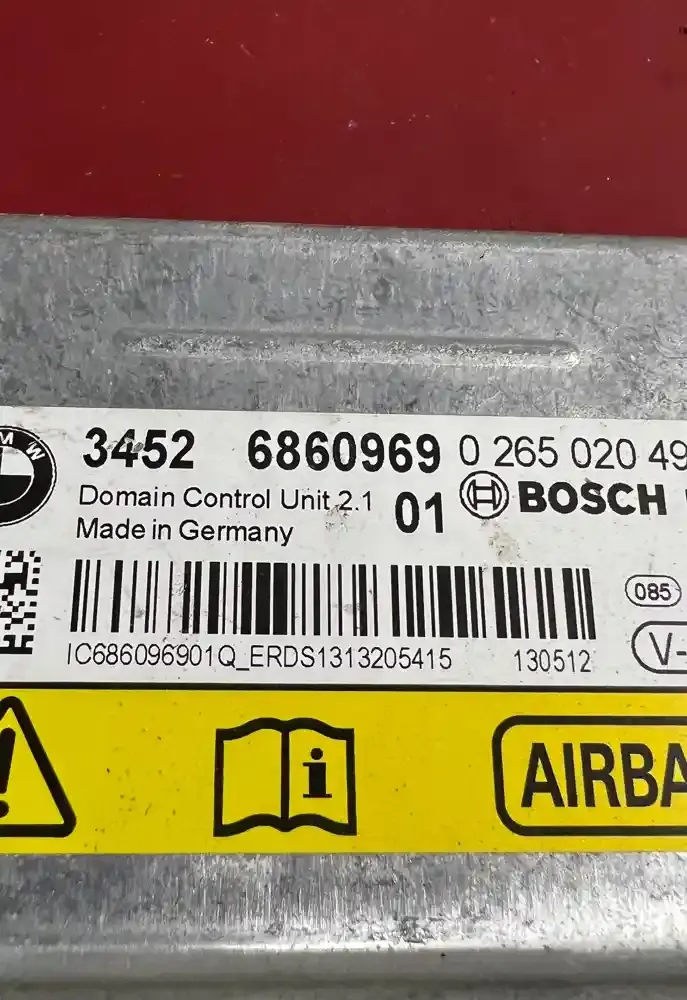 3452 6860969 0 265 020 49
Domain Control Unit 2.1 01 BOSCH
Made in Germany
085
IC686096901Q_ERDS1313205415 130512
V-
i
AIRBA